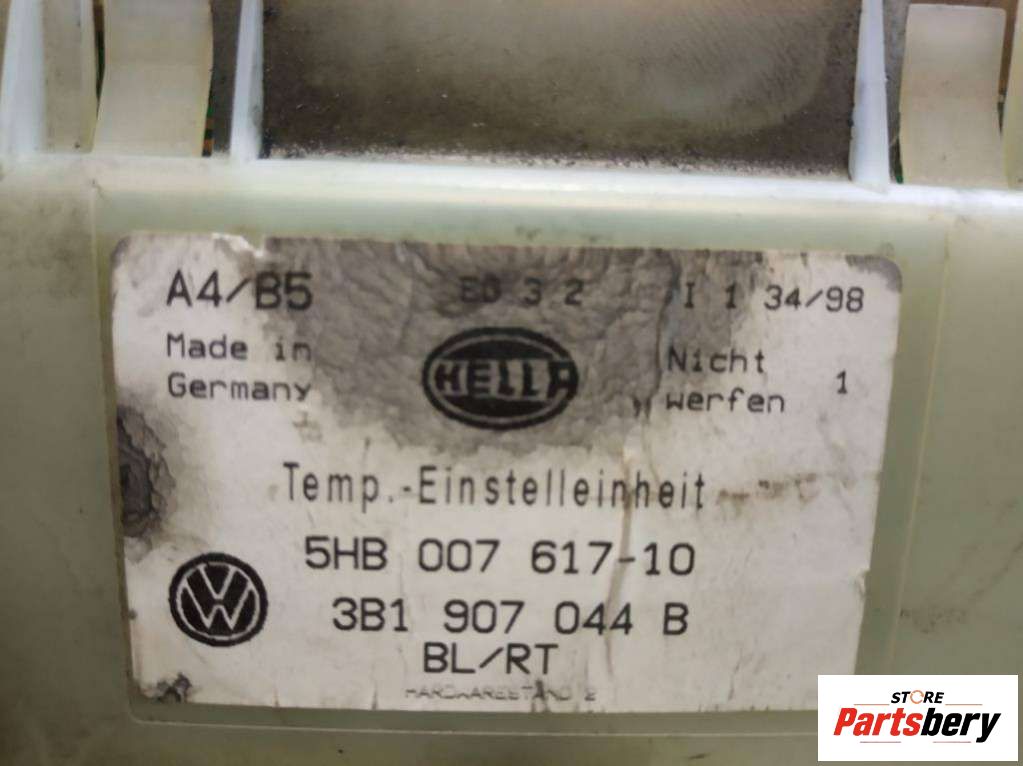 A4/B5 E0 3 2 I 1 34/98
Made in Germany
HELLA
Nicht werfen 1
Temp.-Einstelleinheit
5HB 007 617-10
3B1 907 044 B
BL/RT
HARDWARESTAND 2
STORE
Partsbery